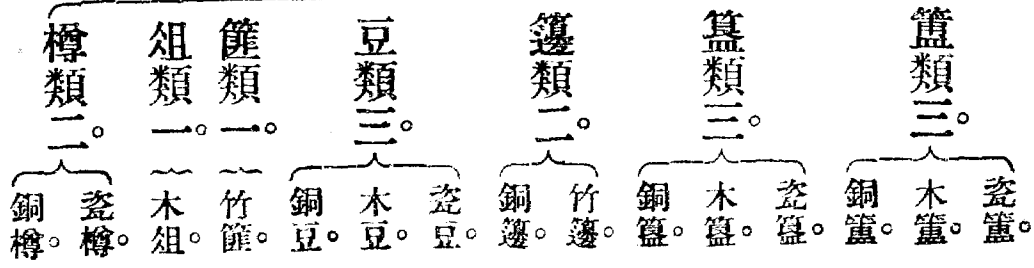 簠類三。
瓷簠。
木簠。
銅簠。
簋類三。
瓷簋。
木簋。
銅簋。
籩類二。
竹籩。
銅籩。
豆類三。
瓷豆。
木豆。
銅豆。
篚類一。
竹篚。
俎類一。
木俎。
樽類二。
瓷樽。
銅樽。